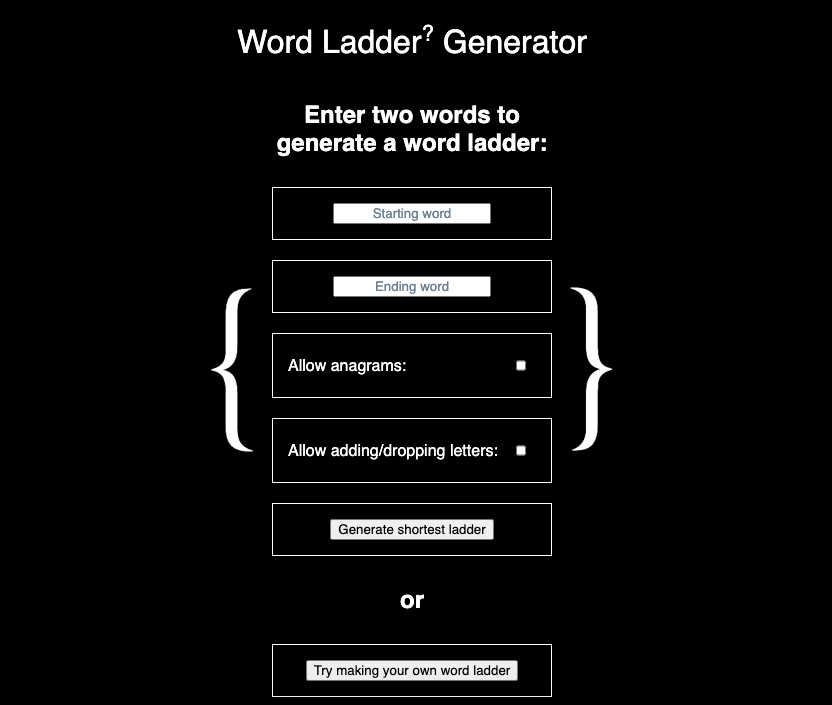 Word Ladder? Generator
Enter two words to
generate a word ladder:
Starting word
Ending word
Allow anagrams:
Allow adding/dropping letters:
Generate shortest ladder
or
Try making your own word ladder